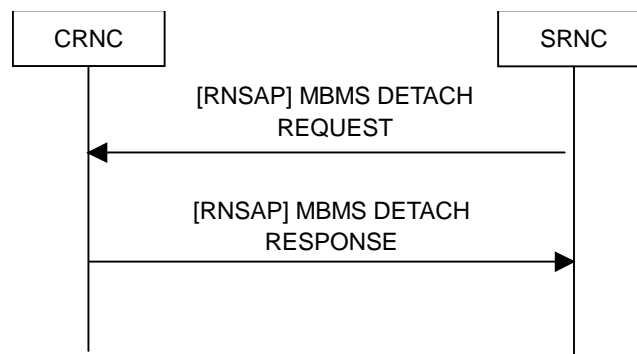 CRNC
SRNC
[RNSAP] MBMS DETACH
REQUEST
[RNSAP] MBMS DETACH
RESPONSE